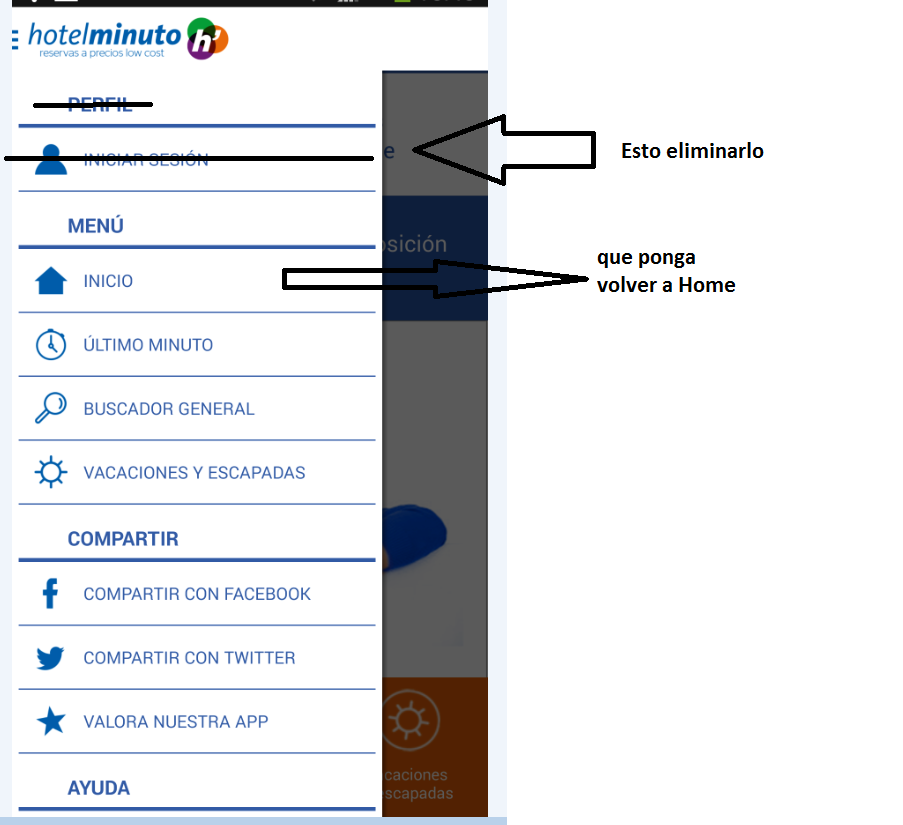 hotelminuto h'
reservas a precios low cost
PERFIL
INICIAR SESIÓN
e
Esto eliminarlo
MENÚ
osición
INICIO
que ponga
volver a Home
ÚLTIMO MINUTO
BUSCADOR GENERAL
VACACIONES Y ESCAPADAS
COMPARTIR
COMPARTIR CON FACEBOOK
COMPARTIR CON TWITTER
VALORA NUESTRA APP
caciones
escapadas
AYUDA